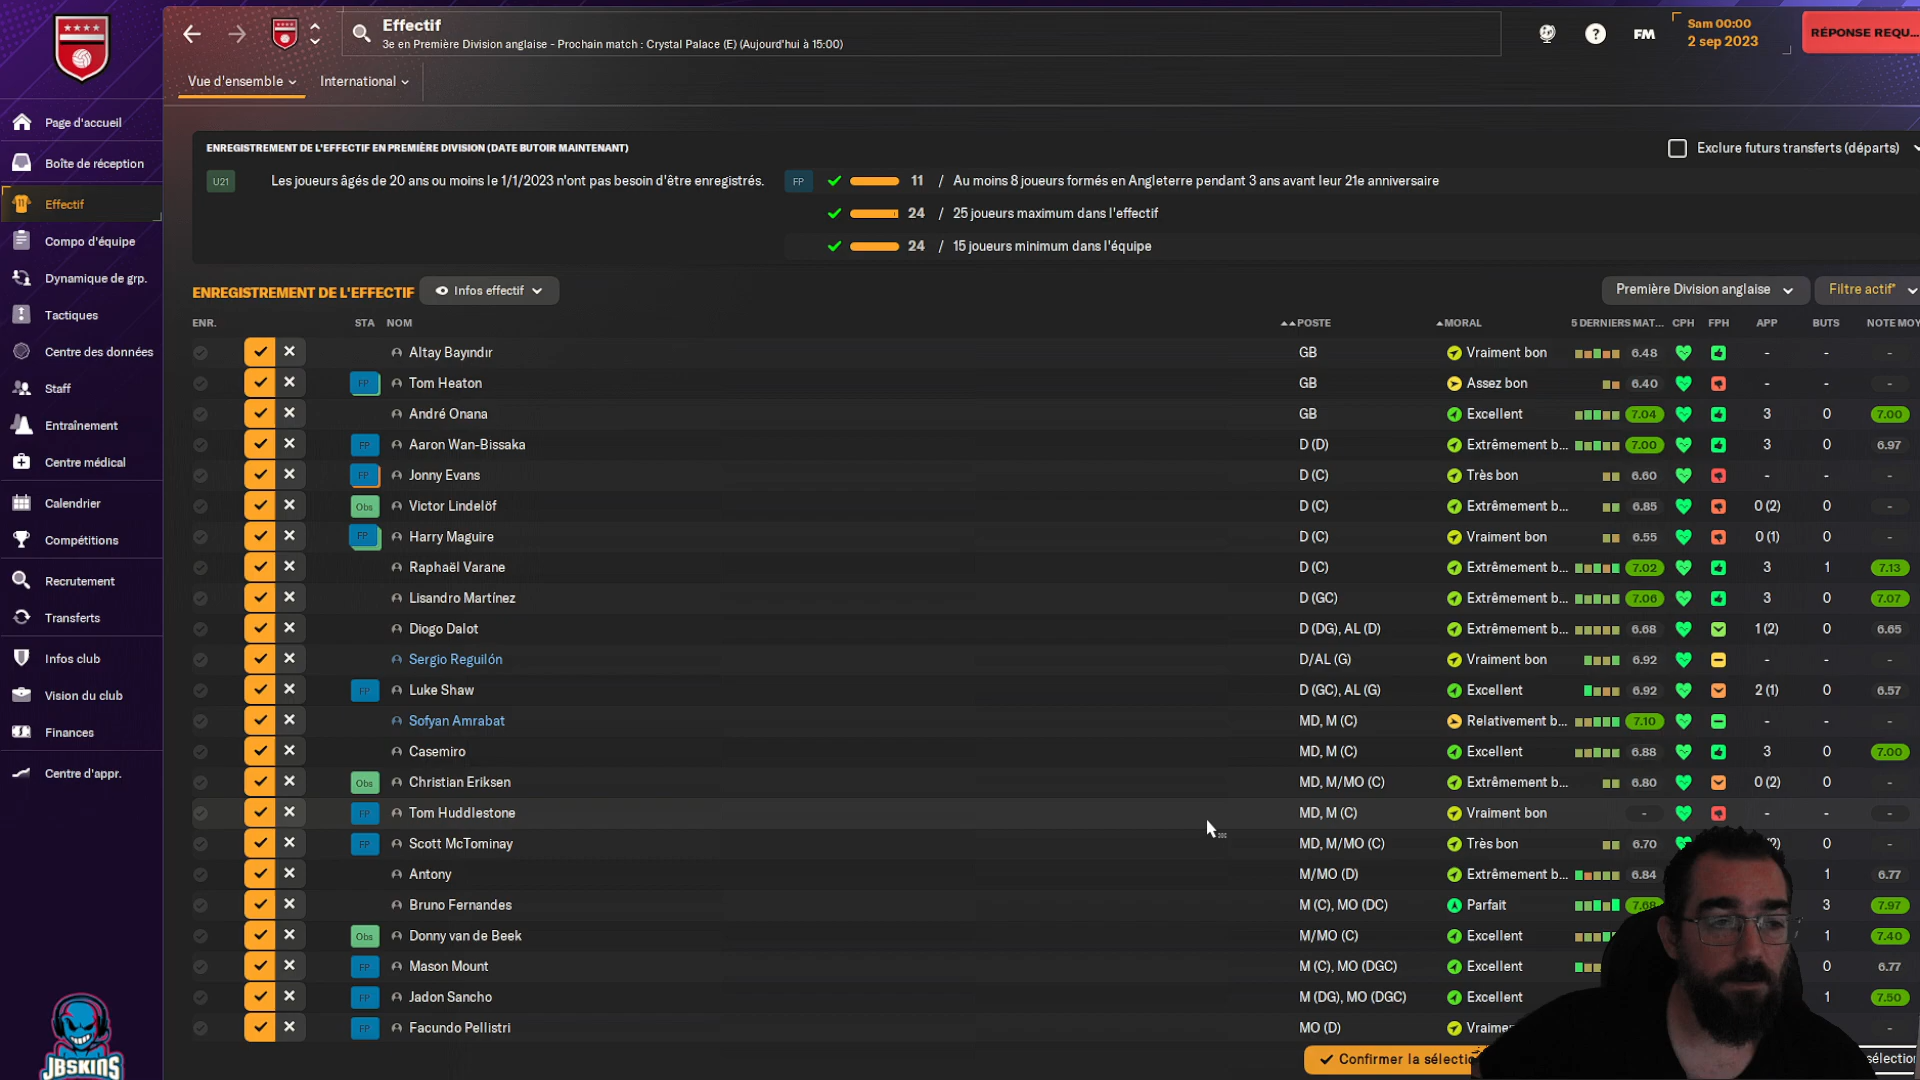 Effectif
3e en Première Division anglaise - Prochain match : Crystal Palace (E) (Aujourd'hui à 15:00)
FM
Sam 00:00
2 sep 2023
RÉPONSE REQU...
Vue d'ensemble
International
Page d'accueil
Boîte de réception
Effectif
Compo d'équipe
Dynamique de grp.
Tactiques
Centre des données
Staff
Entraînement
Centre médical
Calendrier
Compétitions
Recrutement
Transferts
Infos club
Vision du club
Finances
Centre d'appr.
JBSKINS
ENREGISTREMENT DE L'EFFECTIF EN PREMIÈRE DIVISION (DATE BUTOIR MAINTENANT)
Exclure futurs transferts (départs)
U21 Les joueurs âgés de 20 ans ou moins le 1/1/2023 n'ont pas besoin d'être enregistrés.
FP 11 / Au moins 8 joueurs formés en Angleterre pendant 3 ans avant leur 21e anniversaire
24 / 25 joueurs maximum dans l'effectif
24 / 15 joueurs minimum dans l'équipe
ENREGISTREMENT DE L'EFFECTIF Infos effectif Première Division anglaise Filtre actif*
ENR. STA NOM POSTE MORAL 5 DERNIERS MAT... CPH FPH APP BUTS NOTE MOY
Altay Bayındır GB Vraiment bon 6.48 - - -
FP Tom Heaton GB Assez bon 6.40 - - -
André Onana GB Excellent 7.04 3 0 7.00
FP Aaron Wan-Bissaka D (D) Extrêmement b... 7.00 3 0 6.97
FP Jonny Evans D (C) Très bon 6.60 - - -
Obs Victor Lindelöf D (C) Extrêmement b... 6.85 0 (2) 0 -
FP Harry Maguire D (C) Vraiment bon 6.55 0 (1) 0 -
Raphaël Varane D (C) Extrêmement b... 7.02 3 1 7.13
Lisandro Martínez D (GC) Extrêmement b... 7.06 3 0 7.07
Diogo Dalot D (DG), AL (D) Extrêmement b... 6.68 1 (2) 0 6.65
Sergio Reguilón D/AL (G) Vraiment bon 6.92 - - -
FP Luke Shaw D (GC), AL (G) Excellent 6.92 2 (1) 0 6.57
Sofyan Amrabat MD, M (C) Relativement b... 7.10 - - -
Casemiro MD, M (C) Excellent 6.88 3 0 7.00
Obs Christian Eriksen MD, M/MO (C) Extrêmement b... 6.80 0 (2) 0 -
FP Tom Huddlestone MD, M (C) Vraiment bon - - - -
FP Scott McTominay MD, M/MO (C) Très bon 6.70 0 -
Antony M/MO (D) Extrêmement b... 6.84 1 6.77
Bruno Fernandes M (C), MO (DC) Parfait 7.68 3 7.97
Obs Donny van de Beek M/MO (C) Excellent 1 7.40
FP Mason Mount M (C), MO (DGC) Excellent 0 6.77
FP Jadon Sancho M (DG), MO (DGC) Excellent 1 7.50
FP Facundo Pellistri MO (D) -
Confirmer la